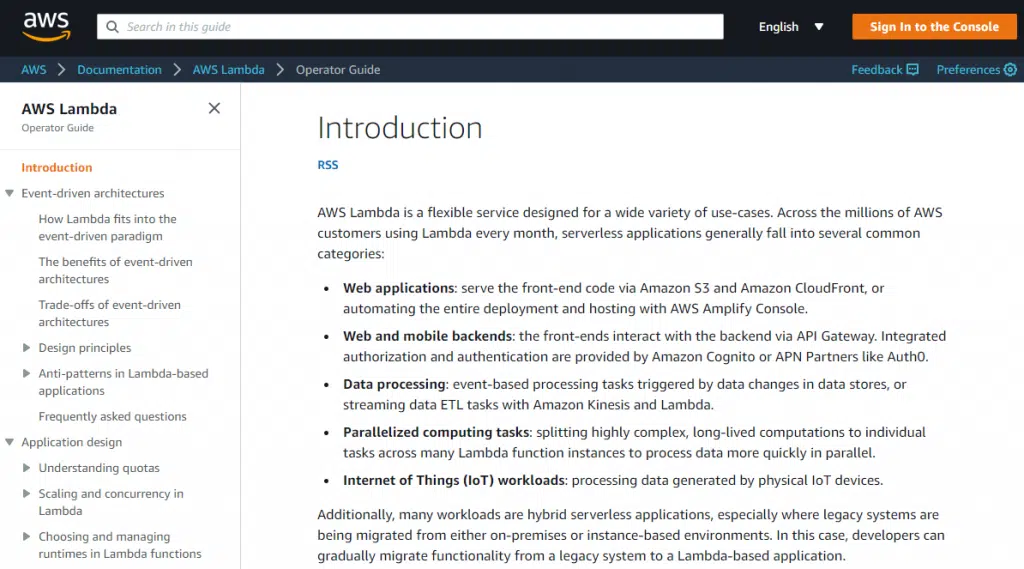 aws
Search in this guide
English
Sign In to the Console
AWS
Documentation
AWS Lambda
Operator Guide
Feedback
Preferences
AWS Lambda
Operator Guide
Introduction
Event-driven architectures
How Lambda fits into the
event-driven paradigm
The benefits of event-driven
architectures
Trade-offs of event-driven
architectures
Design principles
Anti-patterns in Lambda-based
applications
Frequently asked questions
Application design
Understanding quotas
Scaling and concurrency in
Lambda
Choosing and managing
runtimes in Lambda functions
Introduction
RSS
AWS Lambda is a flexible service designed for a wide variety of use-cases. Across the millions of AWS
customers using Lambda every month, serverless applications generally fall into several common
categories:
• Web applications: serve the front-end code via Amazon S3 and Amazon CloudFront, or
automating the entire deployment and hosting with AWS Amplify Console.
• Web and mobile backends: the front-ends interact with the backend via API Gateway. Integrated
authorization and authentication are provided by Amazon Cognito or APN Partners like Auth0.
• Data processing: event-based processing tasks triggered by data changes in data stores, or
streaming data ETL tasks with Amazon Kinesis and Lambda.
• Parallelized computing tasks: splitting highly complex, long-lived computations to individual
tasks across many Lambda function instances to process data more quickly in parallel.
• Internet of Things (IoT) workloads: processing data generated by physical IoT devices.
Additionally, many workloads are hybrid serverless applications, especially where legacy systems are
being migrated from either on-premises or instance-based environments. In this case, developers can
gradually migrate functionality from a legacy system to a Lambda-based application.